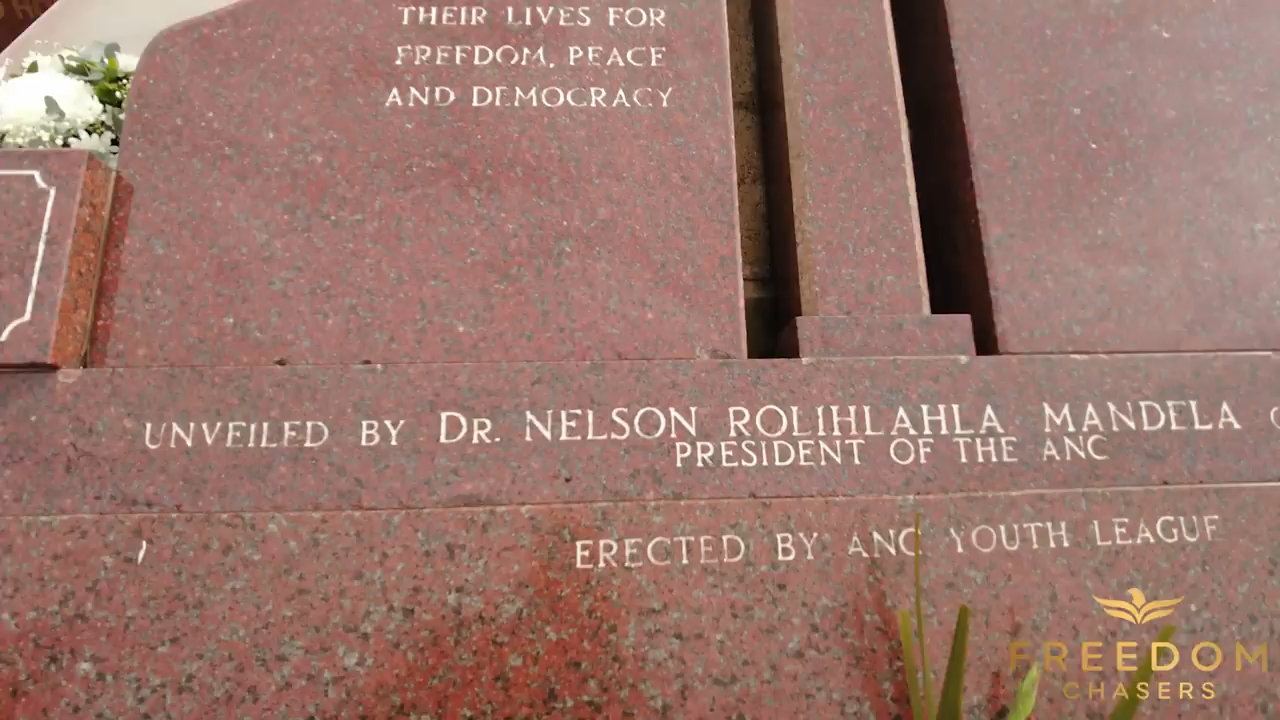 THEIR LIVES FOR
FREEDOM, PEACE
AND DEMOCRACY
UNVEILED BY DR. NELSON ROLIHLAHLA MANDELA
PRESIDENT OF THE ANC
ERECTED BY ANC YOUTH LEAGUE
FREEDOM
CHASERS